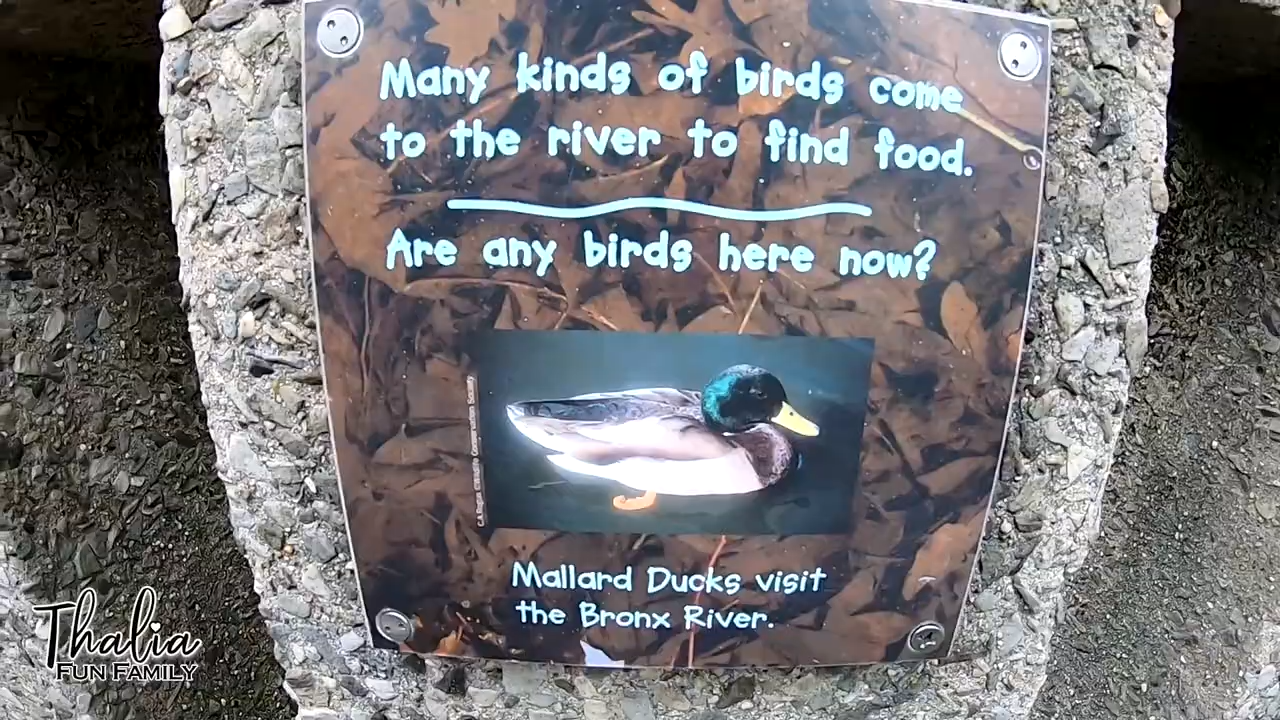 Many kinds of birds come
to the river to find food.
Are any birds here now?
Mallard Ducks visit
the Bronx River.
Thalia
FUN FAMILY